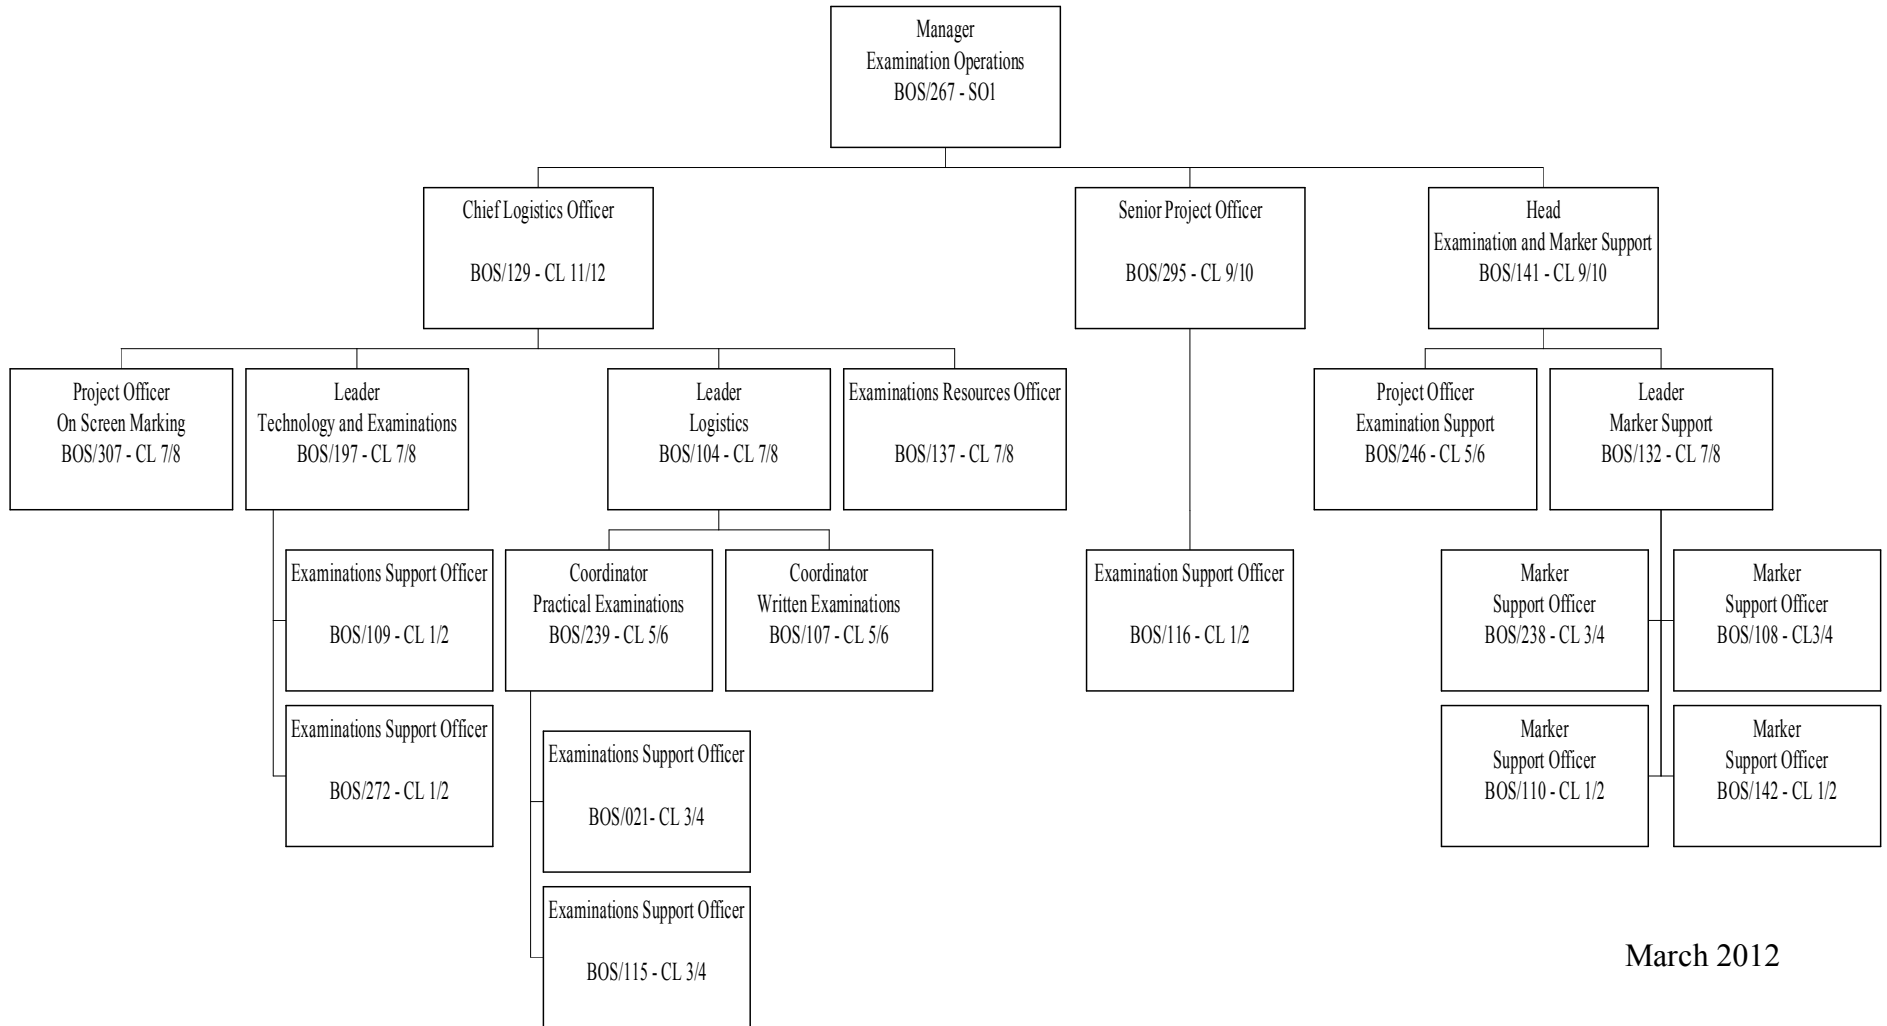 Manager
Examination Operations
BOS/267 - SO1
Chief Logistics Officer
BOS/129 - CL 11/12
Senior Project Officer
BOS/295 - CL 9/10
Head
Examination and Marker Support
BOS/141 - CL 9/10
Project Officer
On Screen Marking
BOS/307 - CL 7/8
Leader
Technology and Examinations
BOS/197 - CL 7/8
Leader
Logistics
BOS/104 - CL 7/8
Examinations Resources Officer
BOS/137 - CL 7/8
Project Officer
Examination Support
BOS/246 - CL 5/6
Leader
Marker Support
BOS/132 - CL 7/8
Examinations Support Officer
BOS/109 - CL 1/2
Coordinator
Practical Examinations
BOS/239 - CL 5/6
Coordinator
Written Examinations
BOS/107 - CL 5/6
Examination Support Officer
BOS/116 - CL 1/2
Marker
Support Officer
BOS/238 - CL 3/4
Marker
Support Officer
BOS/108 - CL3/4
Examinations Support Officer
BOS/272 - CL 1/2
Examinations Support Officer
BOS/021- CL 3/4
Marker
Support Officer
BOS/110 - CL 1/2
Marker
Support Officer
BOS/142 - CL 1/2
Examinations Support Officer
BOS/115 - CL 3/4
March 2012